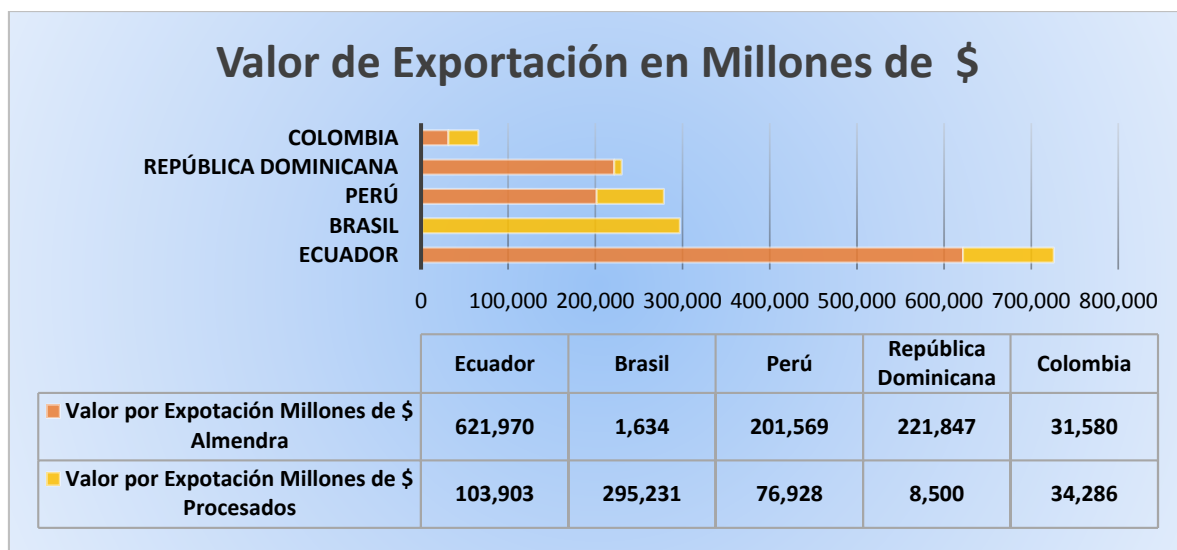 Valor de Exportación en Millones de $
COLOMBIA
REPÚBLICA DOMINICANA
PERÚ
BRASIL
ECUADOR
0 100,000 200,000 300,000 400,000 500,000 600,000 700,000 800,000
Ecuador Brasil Perú República Dominicana Colombia
Valor por Expotación Millones de $
Almendra 621,970 1,634 201,569 221,847 31,580
Valor por Expotación Millones de $
Procesados 103,903 295,231 76,928 8,500 34,286